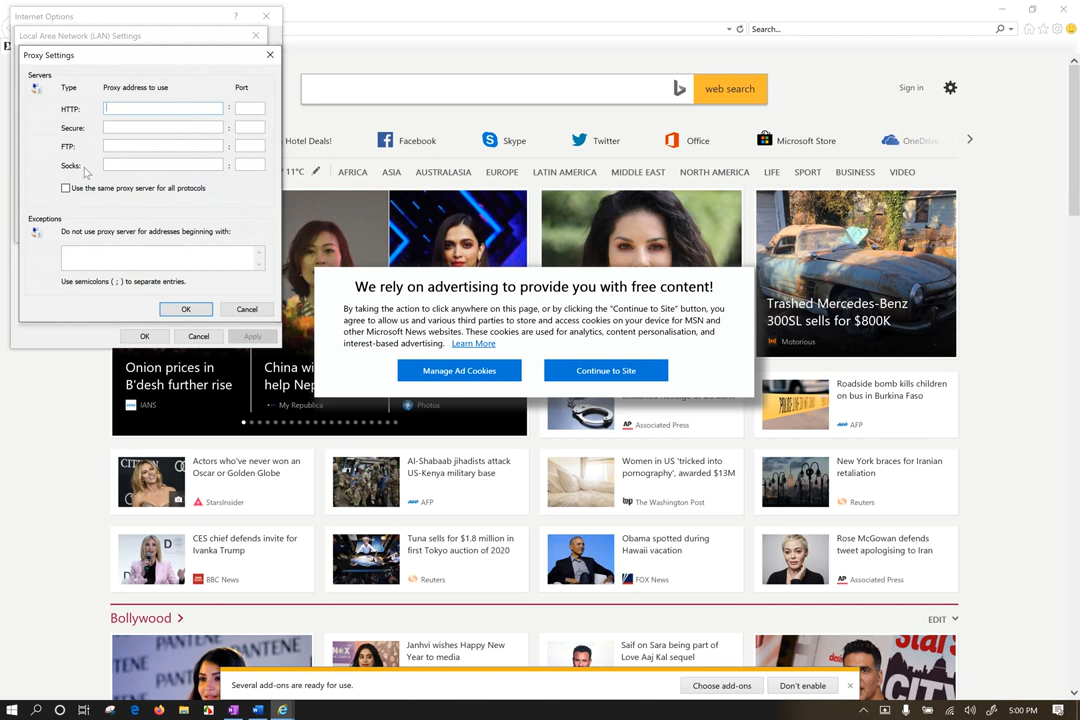 Internet Options
?
Local Area Network (LAN) Settings
Proxy Settings
Servers
Type
Proxy address to use
Port
HTTP:
:
Secure:
:
FTP:
:
Socks:
:
Use the same proxy server for all protocols
Exceptions
Do not use proxy server for addresses beginning with:
Use semicolons ( ; ) to separate entries.
OK
Cancel
OK
Cancel
Apply
Search...
web search
Sign in
Hotel Deals!
Facebook
Skype
Twitter
Office
Microsoft Store
OneDrive
11°C
AFRICA
ASIA
AUSTRALASIA
EUROPE
LATIN AMERICA
MIDDLE EAST
NORTH AMERICA
LIFE
SPORT
BUSINESS
VIDEO
We rely on advertising to provide you with free content!
By taking the action to click anywhere on this page, or by clicking the "Continue to Site" button, you
agree to allow us and various third parties to store and access cookies on your device for MSN and
other Microsoft News websites. These cookies are used for analytics, content personalisation, and
interest-based advertising. Learn More
Manage Ad Cookies
Continue to Site
Trashed Mercedes-Benz
300SL sells for $800K
Motorious
Onion prices in
B'desh further rise
IANS
China wi
help Nep
My Republica
Photos
Associated Press
Roadside bomb kills children
on bus in Burkina Faso
AFP
Actors who've never won an
Oscar or Golden Globe
StarsInsider
Al-Shabaab jihadists attack
US-Kenya military base
AFP
Women in US 'tricked into
pornography', awarded $13M
The Washington Post
New York braces for Iranian
retaliation
Reuters
CES chief defends invite for
Ivanka Trump
BBC News
Tuna sells for $1.8 million in
first Tokyo auction of 2020
Reuters
Obama spotted during
Hawaii vacation
FOX News
Rose McGowan defends
tweet apologising to Iran
Associated Press
Bollywood
EDIT
PANTENE
PANTENE
Janhvi wishes Happy New
Year to media
Saif on Sara being part of
Love Aaj Kal sequel
Several add-ons are ready for use.
Choose add-ons
Don't enable
5:00 PM